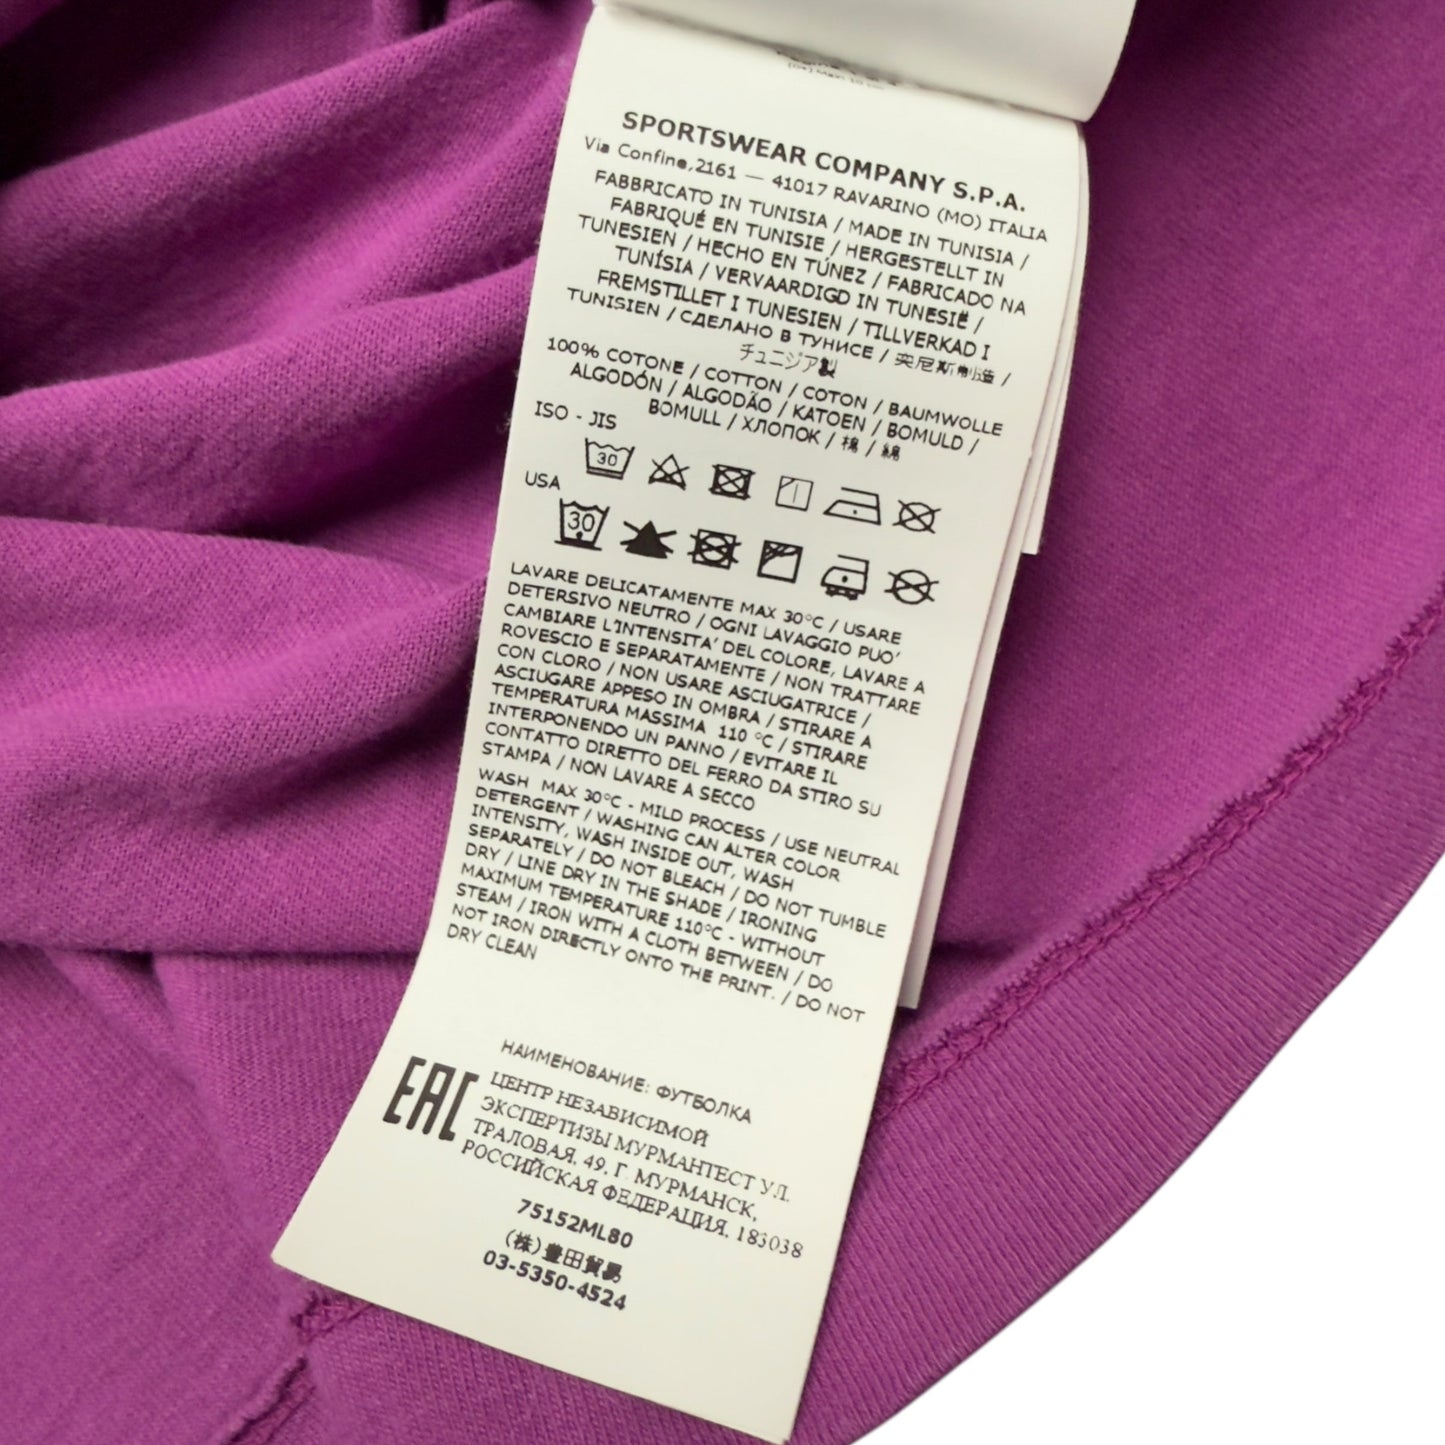 SPORTSWEAR COMPANY S.P.A.
Via Confine,2161 — 41017 RAVARINO (MO) ITALIA
FABBRICATO IN TUNISIA / MADE IN TUNISIA /
FABRIQUÉ EN TUNISIE / HERGESTELLT IN
TUNESIEN / HECHO EN TÚNEZ / FABRICADO NA
TUNÍSIA / VERVAARDIGD IN TUNESIË /
FREMSTILLET I TUNESIEN / TILLVERKAD I
TUNISIEN / СДЕЛАНО В ТУНИСЕ / 突尼斯制造 /
チュニジア製
100% COTONE / COTTON / COTON / BAUMWOLLE
ALGODÓN / ALGODÃO / KATOEN / BOMULD /
BOMULL / ХЛОПОК / 棉 / 綿
ISO - JIS
30
USA
30
LAVARE DELICATAMENTE MAX 30°C / USARE
DETERSIVO NEUTRO / OGNI LAVAGGIO PUO'
CAMBIARE L'INTENSITA' DEL COLORE, LAVARE A
ROVESCIO E SEPARATAMENTE / NON TRATTARE
CON CLORO / NON USARE ASCIUGATRICE /
ASCIUGARE APPESO IN OMBRA / STIRARE A
TEMPERATURA MASSIMA 110 °C / STIRARE
INTERPONENDO UN PANNO / EVITARE IL
CONTATTO DIRETTO DEL FERRO DA STIRO SU
STAMPA / NON LAVARE A SECCO
WASH MAX 30°C - MILD PROCESS / USE NEUTRAL
DETERGENT / WASHING CAN ALTER COLOR
INTENSITY, WASH INSIDE OUT, WASH
SEPARATELY / DO NOT BLEACH / DO NOT TUMBLE
DRY / LINE DRY IN THE SHADE / IRONING
MAXIMUM TEMPERATURE 110°C - WITHOUT
STEAM / IRON WITH A CLOTH BETWEEN / DO
NOT IRON DIRECTLY ONTO THE PRINT. / DO NOT
DRY CLEAN
НАИМЕНОВАНИЕ: ФУТБОЛКА
EAC
ЦЕНТР НЕЗАВИСИМОЙ
ЭКСПЕРТИЗЫ МУРМАНТЕСТ УЛ.
ТРАЛОВАЯ, 49, Г. МУРМАНСК,
РОССИЙСКАЯ ФЕДЕРАЦИЯ, 183038
75152ML80
(株)豊田貿易
03-5350-4524